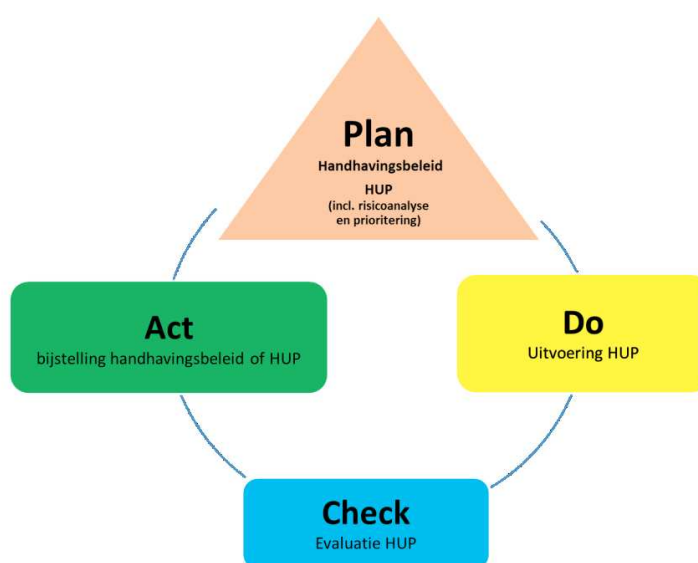 Plan
Handhavingsbeleid
HUP
(incl. risicoanalyse
en prioritering)
Do
Uitvoering HUP
Check
Evaluatie HUP
Act
bijstelling handhavingsbeleid of HUP